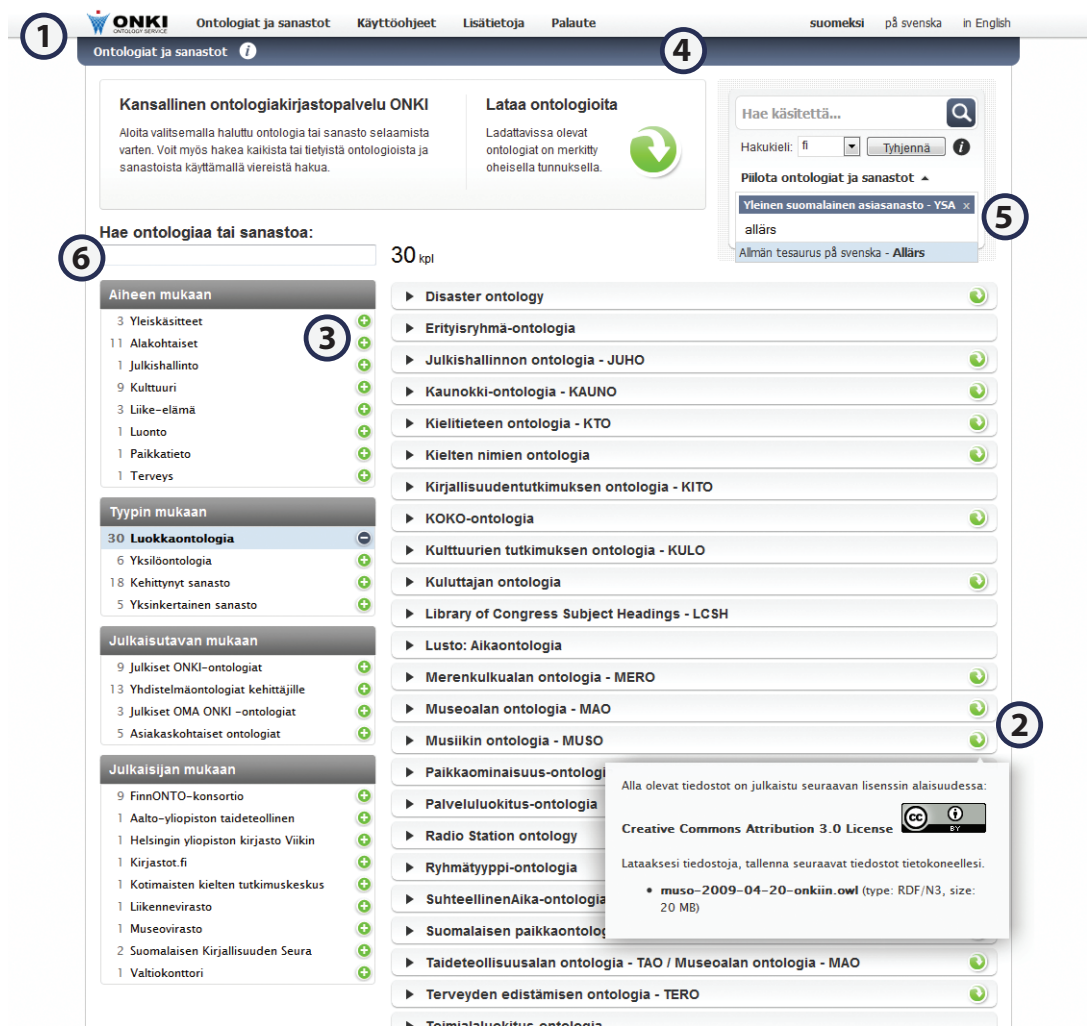 1
ONKI
ONTOLOGY SERVICE
Ontologiat ja sanastot Käyttöohjeet Lisätietoja Palaute
suomeksi på svenska in English
Ontologiat ja sanastot i
4
Kansallinen ontologiakirjastopalvelu ONKI
Aloita valitsemalla haluttu ontologia tai sanasto selaamista
varten. Voit myös hakea kaikista tai tietyistä ontologioista ja
sanastoista käyttämällä viereistä hakua.
Lataa ontologioita
Ladattavissa olevat
ontologiat on merkitty
oheisella tunnuksella.
Hae käsitettä...
Hakukieli: fi Tyhjennä i
Piilota ontologiat ja sanastot
Yleinen suomalainen asiasanasto - YSA x
allärs
Allmän tesaurus på svenska - Allärs
5
Hae ontologiaa tai sanastoa:
6
30 kpl
Aiheen mukaan
3 Yleiskäsitteet
11 Alakohtaiset
1 Julkishallinto
9 Kulttuuri
3 Liike-elämä
1 Luonto
1 Paikkatieto
1 Terveys
3
Tyypin mukaan
30 Luokkaontologia
6 Yksilöontologia
18 Kehittynyt sanasto
5 Yksinkertainen sanasto
Julkaisutavan mukaan
9 Julkiset ONKI-ontologiat
13 Yhdistelmäontologiat kehittäjille
3 Julkiset OMA ONKI -ontologiat
5 Asiakaskohtaiset ontologiat
Julkaisijan mukaan
9 FinnONTO-konsortio
1 Aalto-yliopiston taideteollinen
1 Helsingin yliopiston kirjasto Viikin
1 Kirjastot.fi
1 Kotimaisten kielten tutkimuskeskus
1 Liikennevirasto
1 Museovirasto
2 Suomalaisen Kirjallisuuden Seura
1 Valtiokonttori
Disaster ontology
Erityisryhmä-ontologia
Julkishallinnon ontologia - JUHO
Kaunokki-ontologia - KAUNO
Kielitieteen ontologia - KTO
Kielten nimien ontologia
Kirjallisuudentutkimuksen ontologia - KITO
KOKO-ontologia
Kulttuurien tutkimuksen ontologia - KULO
Kuluttajan ontologia
Library of Congress Subject Headings - LCSH
Lusto: Aikaontologia
Merenkulkualan ontologia - MERO
Museoalan ontologia - MAO
2
Musiikin ontologia - MUSO
Paikkaominaisuus-ontologi
Palveluluokitus-ontologia
Radio Station ontology
Ryhmätyyppi-ontologia
SuhteellinenAika-ontologia
Suomalaisen paikkaontolog
Taideteollisuusalan ontologia - TAO / Museoalan ontologia - MAO
Terveyden edistämisen ontologia - TERO
Toimialaluokitus-ontologia
Alla olevat tiedostot on julkaistu seuraavan lisenssin alaisuudessa:
Creative Commons Attribution 3.0 License cc BY
Lataaksesi tiedostoja, tallenna seuraavat tiedostot tietokoneellesi.
• muso-2009-04-20-onkiin.owl (type: RDF/N3, size:
20 MB)